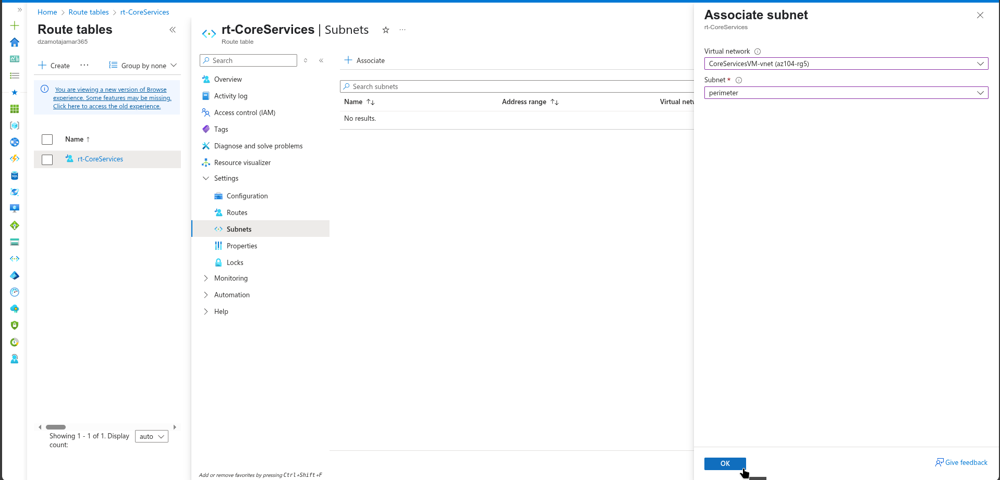 Home > Route tables > rt-CoreServices
Route tables
dzamotajamar365
Create
Group by none
You are viewing a new version of Browse
experience. Some features may be missing.
Click here to access the old experience.
Name ↑
rt-CoreServices
Showing 1 - 1 of 1. Display
count:
auto
rt-CoreServices | Subnets
Route table
Search
Overview
Activity log
Access control (IAM)
Tags
Diagnose and solve problems
Resource visualizer
Settings
Configuration
Routes
Subnets
Properties
Locks
Monitoring
Automation
Help
Add or remove favorites by pressing Ctrl+Shift+F
Associate
Search subnets
Name ↑↓ Address range ↑↓ Virtual netv
No results.
Associate subnet
rt-CoreServices
Virtual network
CoreServicesVM-vnet (az104-rg5)
Subnet *
perimeter
OK
Give feedback